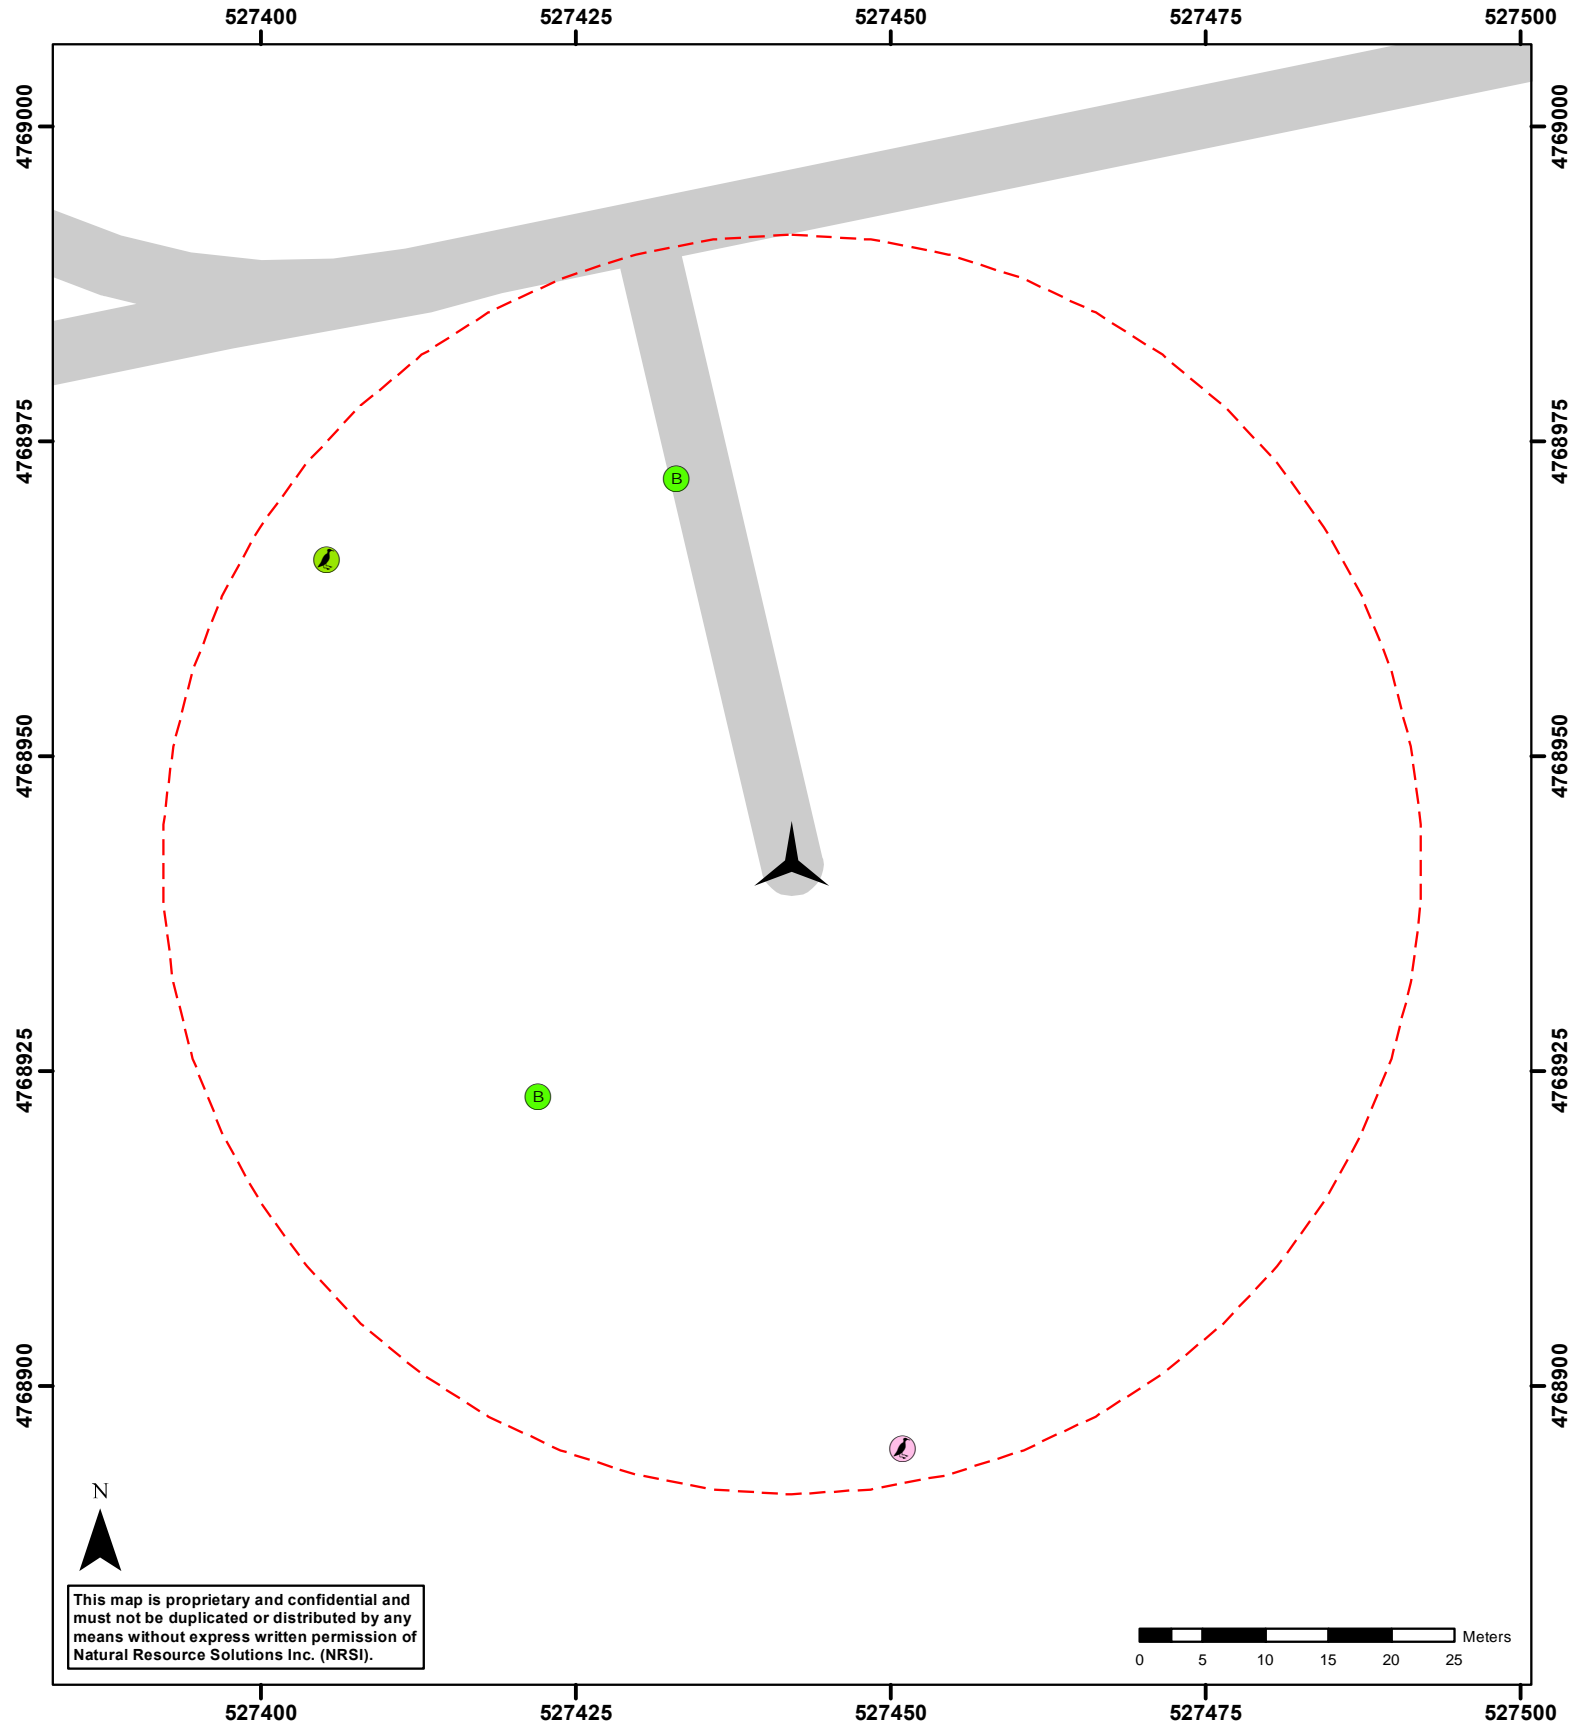 527400 527425 527450 527475 527500
4769000 4769000
4768975 4768975
B
4768950 4768950
4768925 4768925
B
4768900 4768900
N
This map is proprietary and confidential and
must not be duplicated or distributed by any
means without express written permission of
Natural Resource Solutions Inc. (NRSI).
Meters
0 5 10 15 20 25
527400 527425 527450 527475 527500